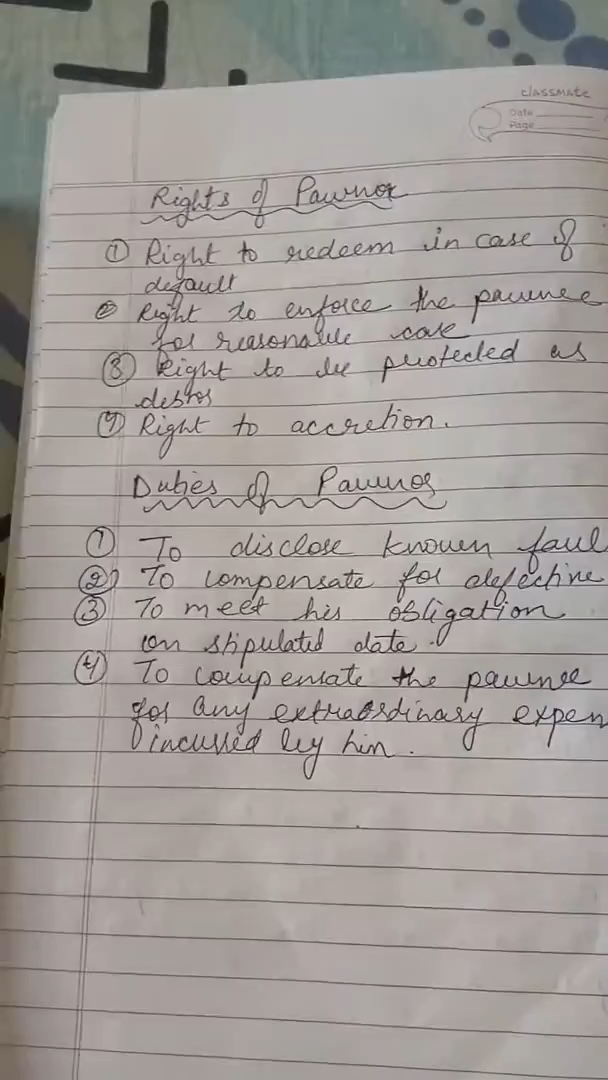 classmate
Date
Page
Rights of Pawnor
① Right to redeem in case of
default
② Right to enforce the pawnee
for reasonable care
③ Right to be protected as
debtor
④ Right to accretion.
Duties of Pawnor
① To disclose known faul
② To compensate for defective
③ To meet his obligation
on stipulated date.
④ To compensate the pawnee
for any extraordinary expen
incurred by him.